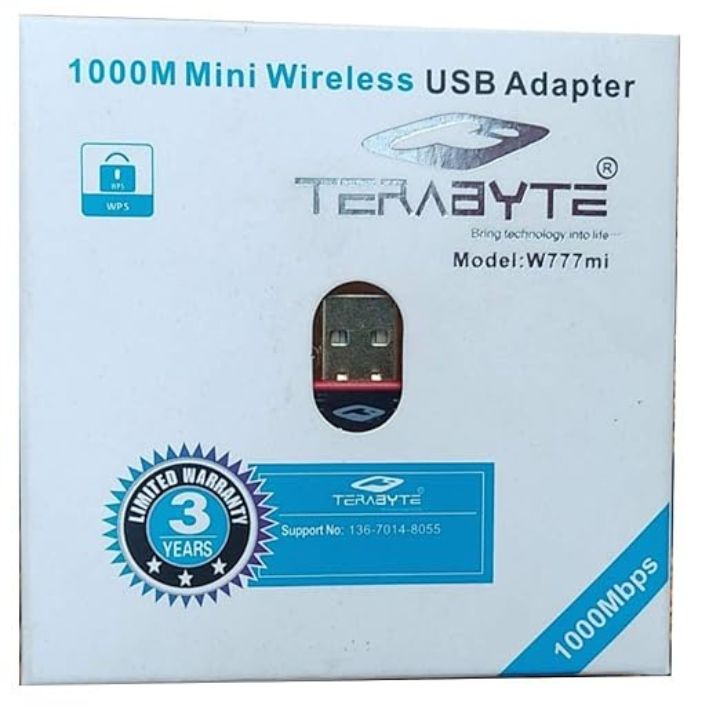 1000M Mini Wireless USB Adapter
WPS
WPS
TERABYTE®
Bring technology into life...
Model:W777mi
LIMITED WARRANTY
3
YEARS
TERABYTE®
Support No: 136-7014-8055
1000Mbps